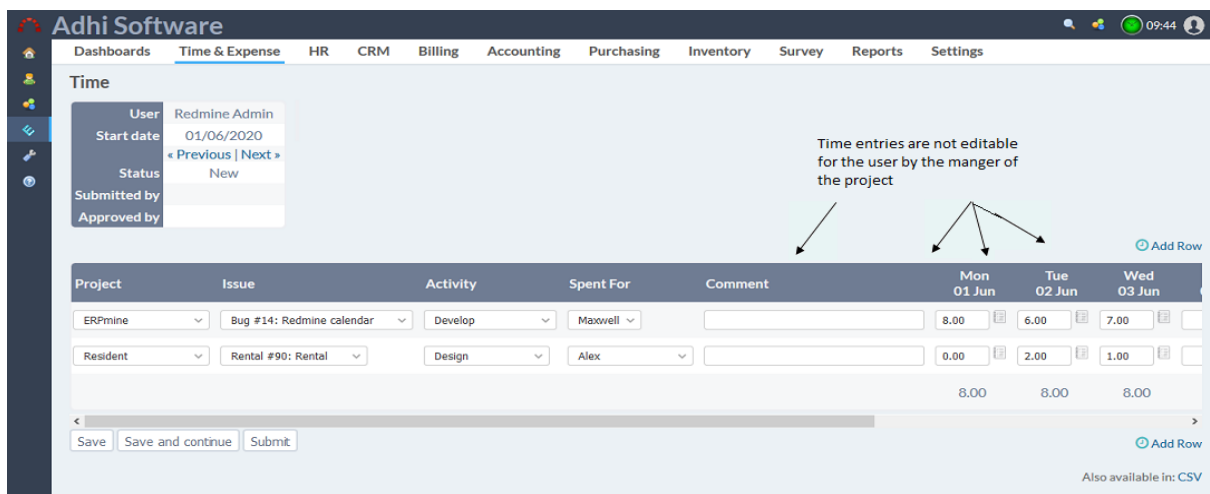 Adhi Software
09:44
Dashboards Time & Expense HR CRM Billing Accounting Purchasing Inventory Survey Reports Settings
Time
User Redmine Admin
Start date 01/06/2020
« Previous | Next »
Status New
Submitted by
Approved by
Time entries are not editable
for the user by the manger of
the project
Add Row
Project Issue Activity Spent For Comment Mon 01 Jun Tue 02 Jun Wed 03 Jun
ERPmine Bug #14: Redmine calendar Develop Maxwell 8.00 6.00 7.00
Resident Rental #90: Rental Design Alex 0.00 2.00 1.00
8.00 8.00 8.00
Save Save and continue Submit Add Row
Also available in: CSV